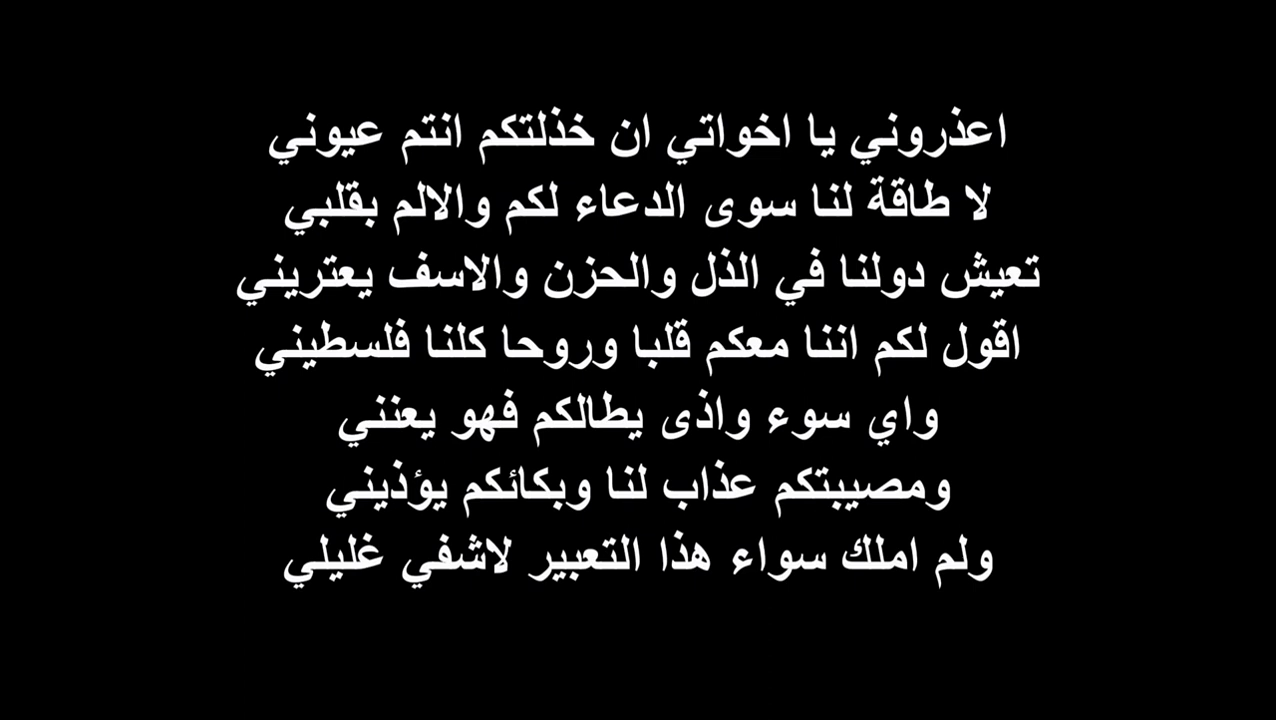 اعذروني يا اخواتي ان خذلتكم انتم عيوني
لا طاقة لنا سوى الدعاء لكم والالم بقلبي
تعيش دولنا في الذل والحزن والاسف يعتريني
اقول لكم اننا معكم قلبا وروحا كلنا فلسطيني
واي سوء واذى يطالكم فهو يعنني
ومصيبتكم عذاب لنا وبكائكم يؤذيني
ولم املك سواء هذا التعبير لاشفي غليلي